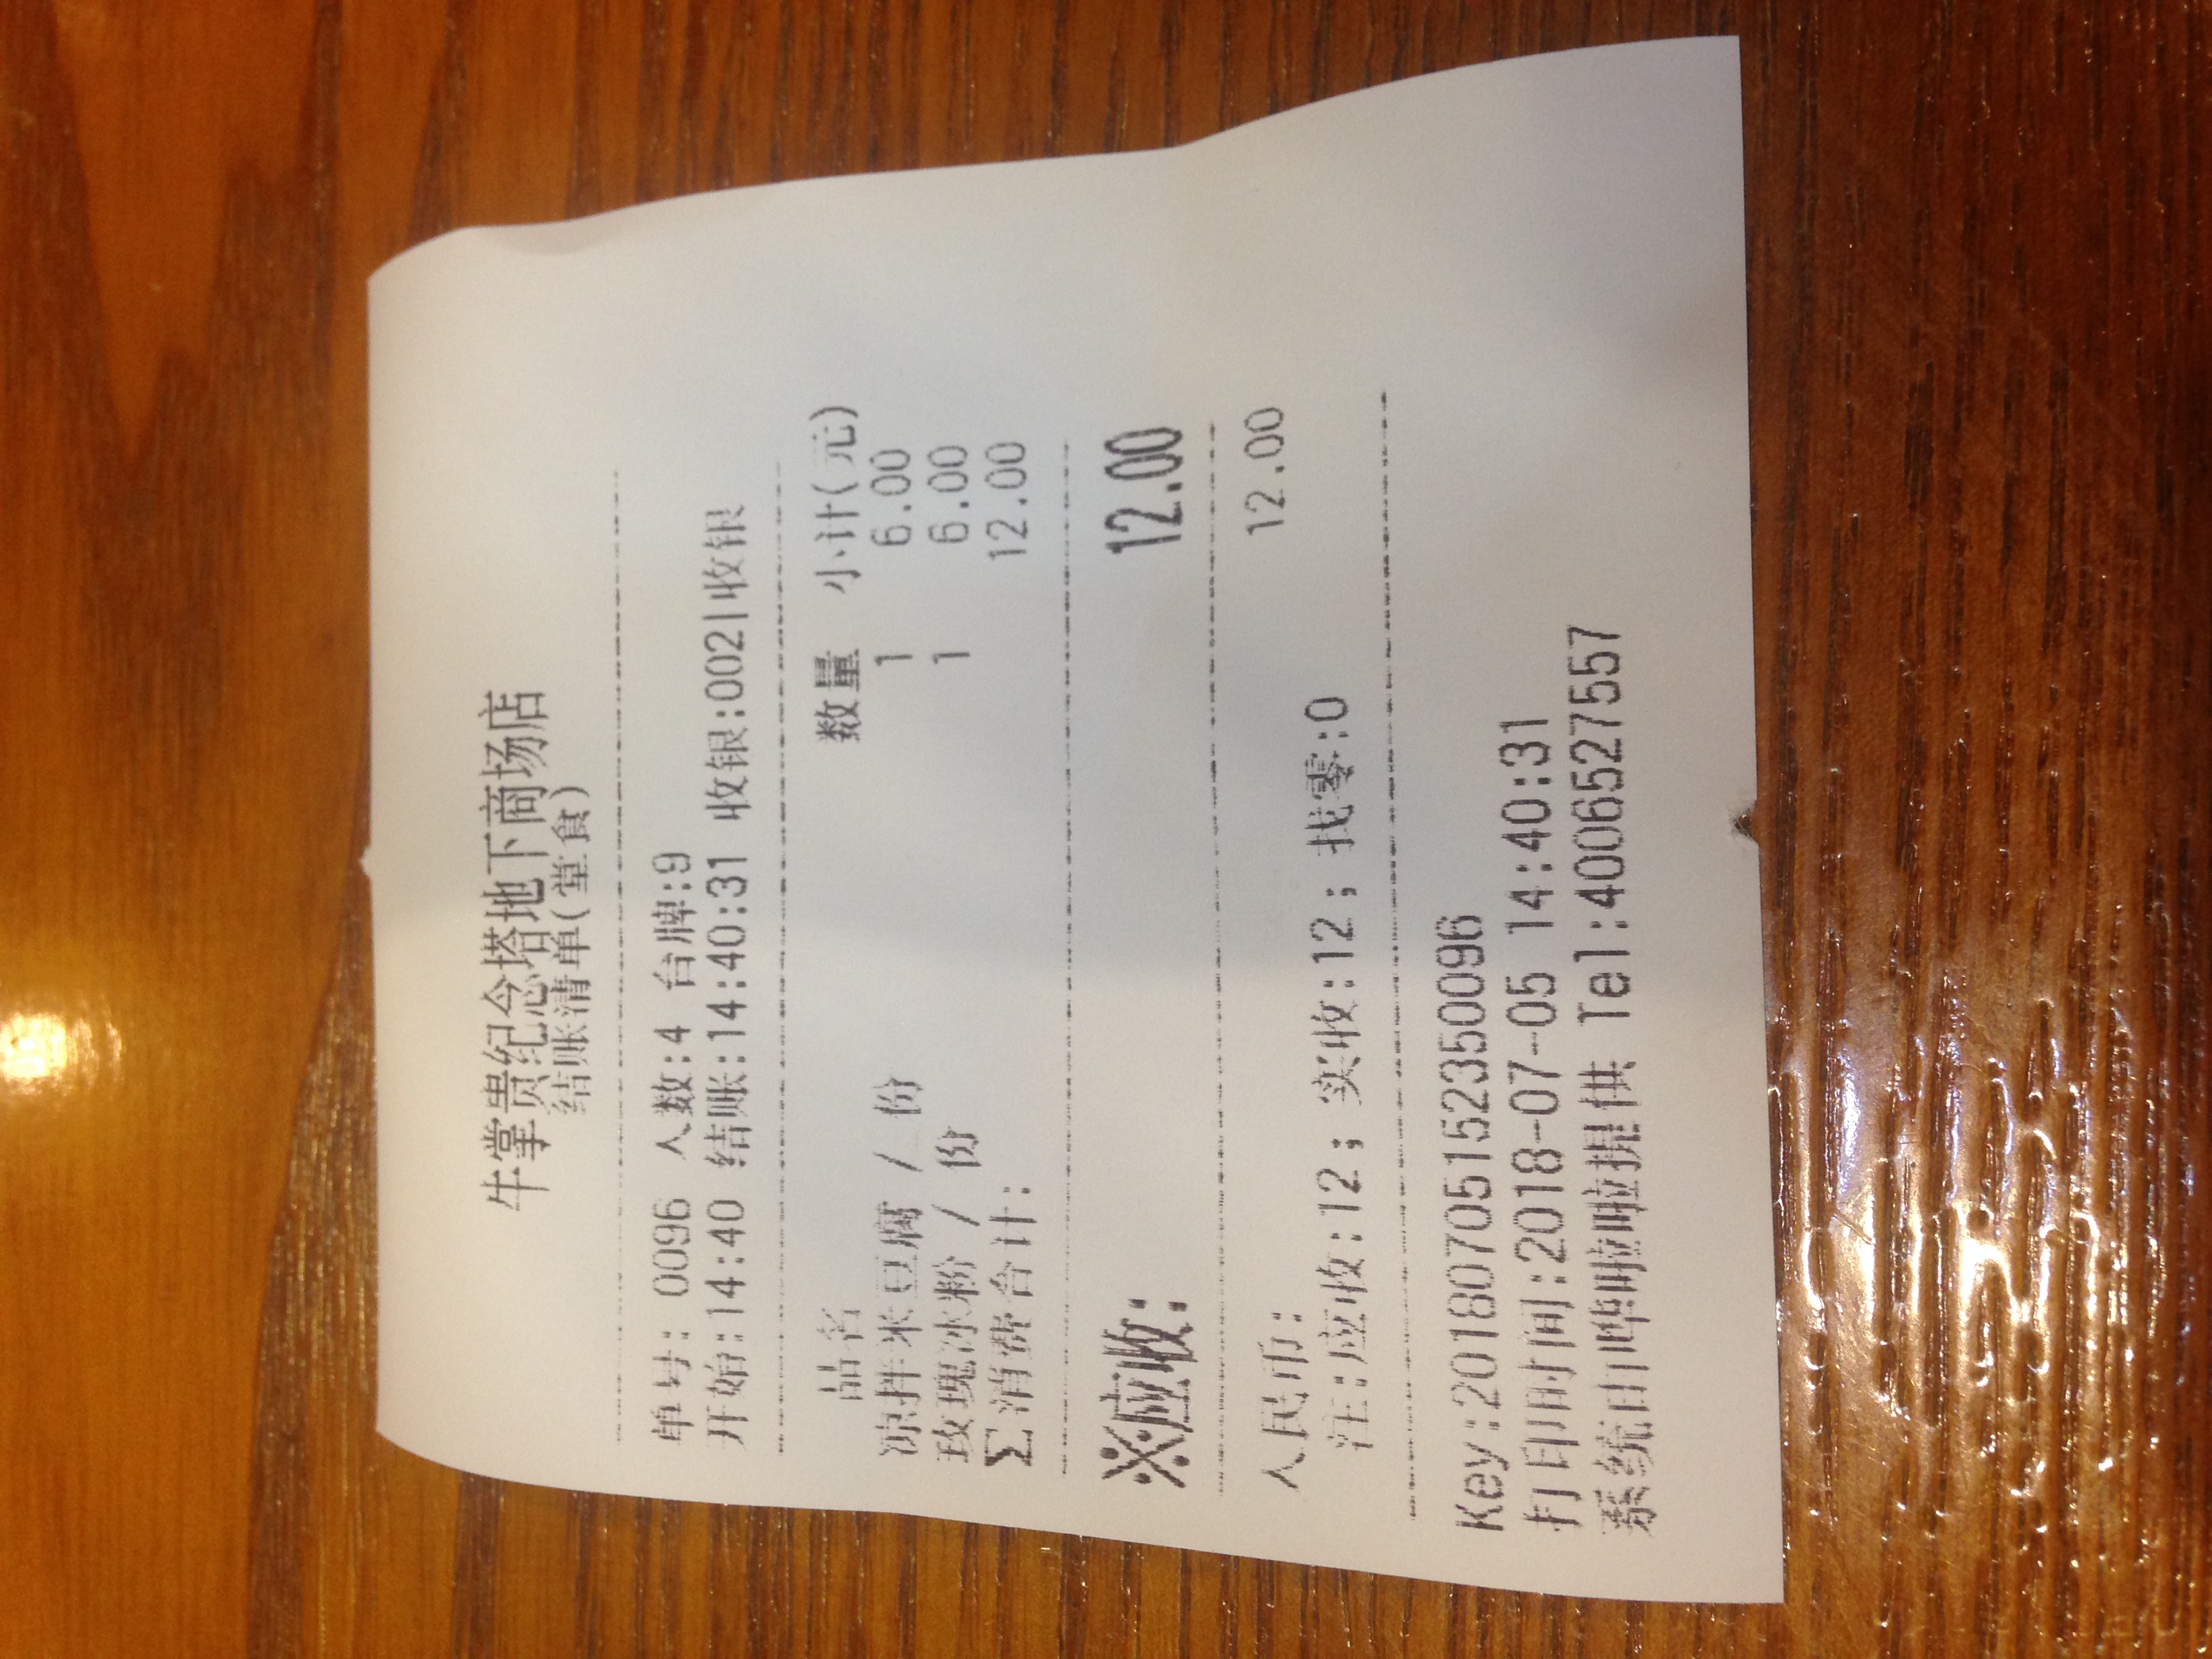 牛掌贵纪念塔地下商场店
结账清单(堂食)
单号: 0096 人数:4 台牌:9
开始:14:40 结账:14:40:31 收银:002|收银
品名 数量 小计(元)
凉拌米豆腐 / 份 1 6.00
玫瑰冰粉 / 份 1 6.00
Σ消费合计: 12.00
※应收: 12.00
人民币: 12.00
注:应收:12; 实收:12; 找零:0
Key:20180705152350096
打印时间:2018-07-05 14:40:31
系统由哗啦啦提供 Tel:4006527557